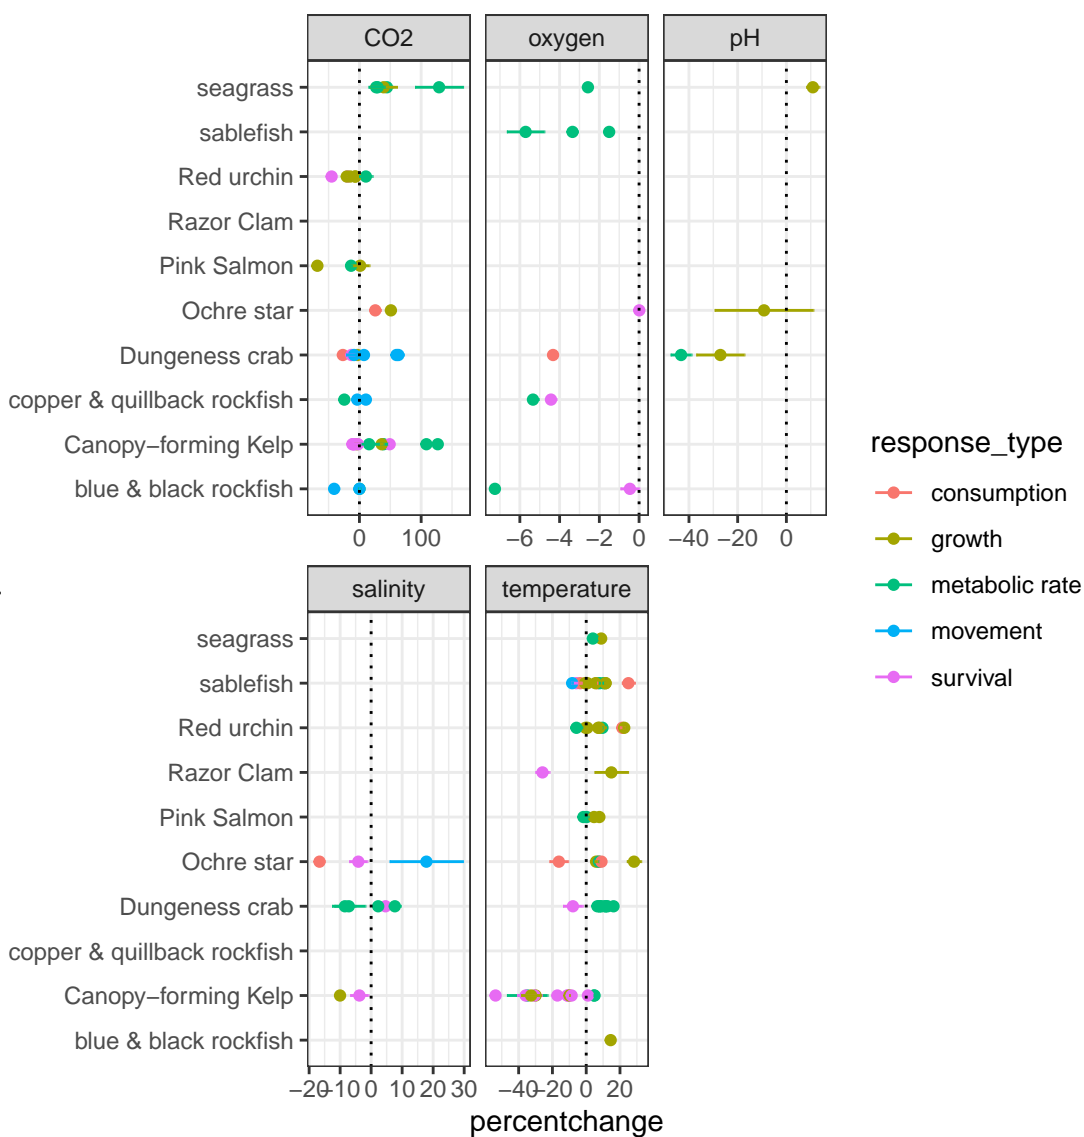 CO2 oxygen pH
seagrass
sablefish
Red urchin
Razor Clam
Pink Salmon
Ochre star
Dungeness crab
copper & quillback rockfish
Canopy−forming Kelp
blue & black rockfish
0 100 −6 −4 −2 0 −40 −20 0
salinity temperature
seagrass
sablefish
Red urchin
Razor Clam
Pink Salmon
Ochre star
Dungeness crab
copper & quillback rockfish
Canopy−forming Kelp
blue & black rockfish
−20 −10 0 10 20 30 −40 −20 0 20
percentchange
response_type
consumption
growth
metabolic rate
movement
survival